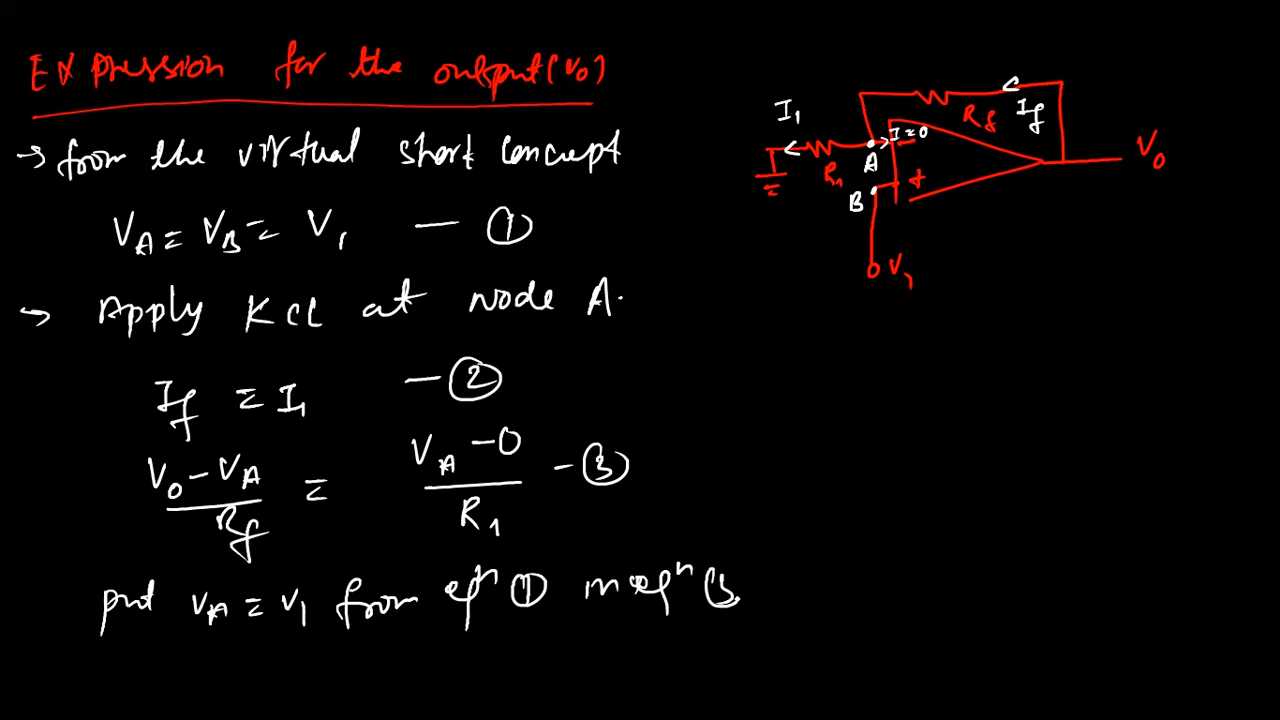 Expression for the output (V0)
→ from the virtual short concept
VA = VB = V1 — ①
→ Apply KCL at node A.
If = I1 — ②
V0 - VA / Rf = VA - 0 / R1 - ③
put VA = V1 from eqn ① in eqn ③
I1
R1
A
B
I=0
-
+
Rf
If
V0
V1